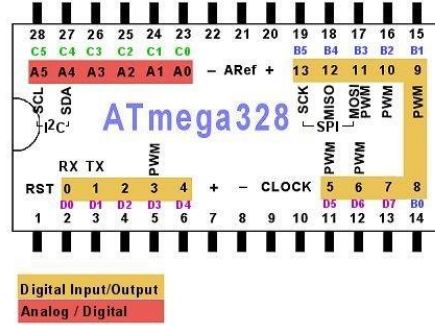 28 27 26 25 24 23 22 21 20 19 18 17 16 15
C5 C4 C3 C2 C1 C0 B5 B4 B3 B2 B1
A5 A4 A3 A2 A1 A0 - ARef + 13 12 11 10 9
SCL SDA SCK MISO MOSI PWM PWM PWM
I²C SPI
ATmega328
RX TX PWM PWM PWM
RST 0 1 2 3 4 + - CLOCK 5 6 7 8
D0 D1 D2 D3 D4 D5 D6 D7 B0
1 2 3 4 5 6 7 8 9 10 11 12 13 14
Digital Input/Output
Analog / Digital